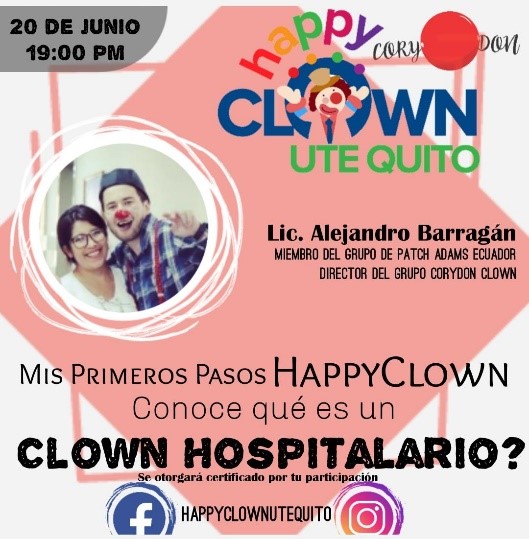 20 DE JUNIO
19:00 PM
happy
CORY DON
CLOWN
UTE QUITO
Lic. Alejandro Barragán
MIEMBRO DEL GRUPO DE PATCH ADAMS ECUADOR
DIRECTOR DEL GRUPO CORYDON CLOWN
MIS PRIMEROS PASOS HAPPYCLOWN
Conoce qué es un
CLOWN HOSPITALARIO?
Se otorgará certificado por tu participación
HAPPYCLOWNUTEQUITO